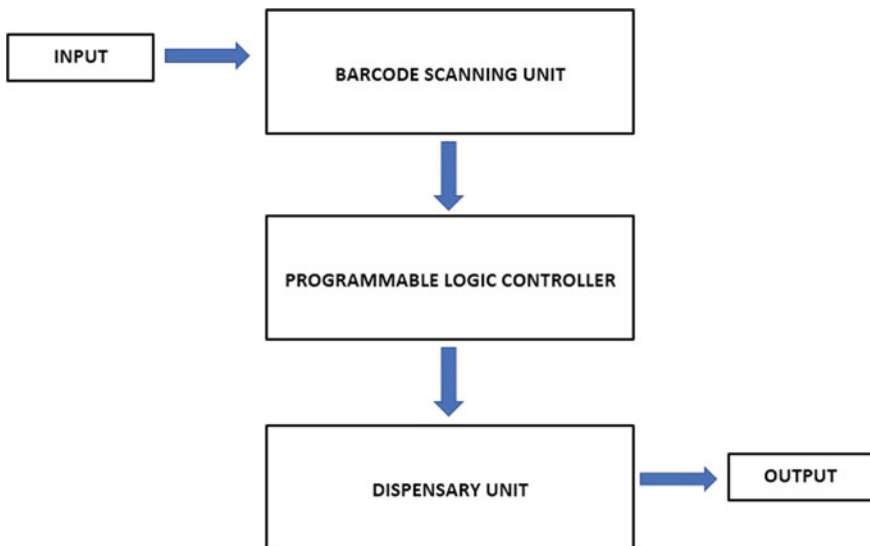 INPUT
BARCODE SCANNING UNIT
PROGRAMMABLE LOGIC CONTROLLER
DISPENSARY UNIT
OUTPUT